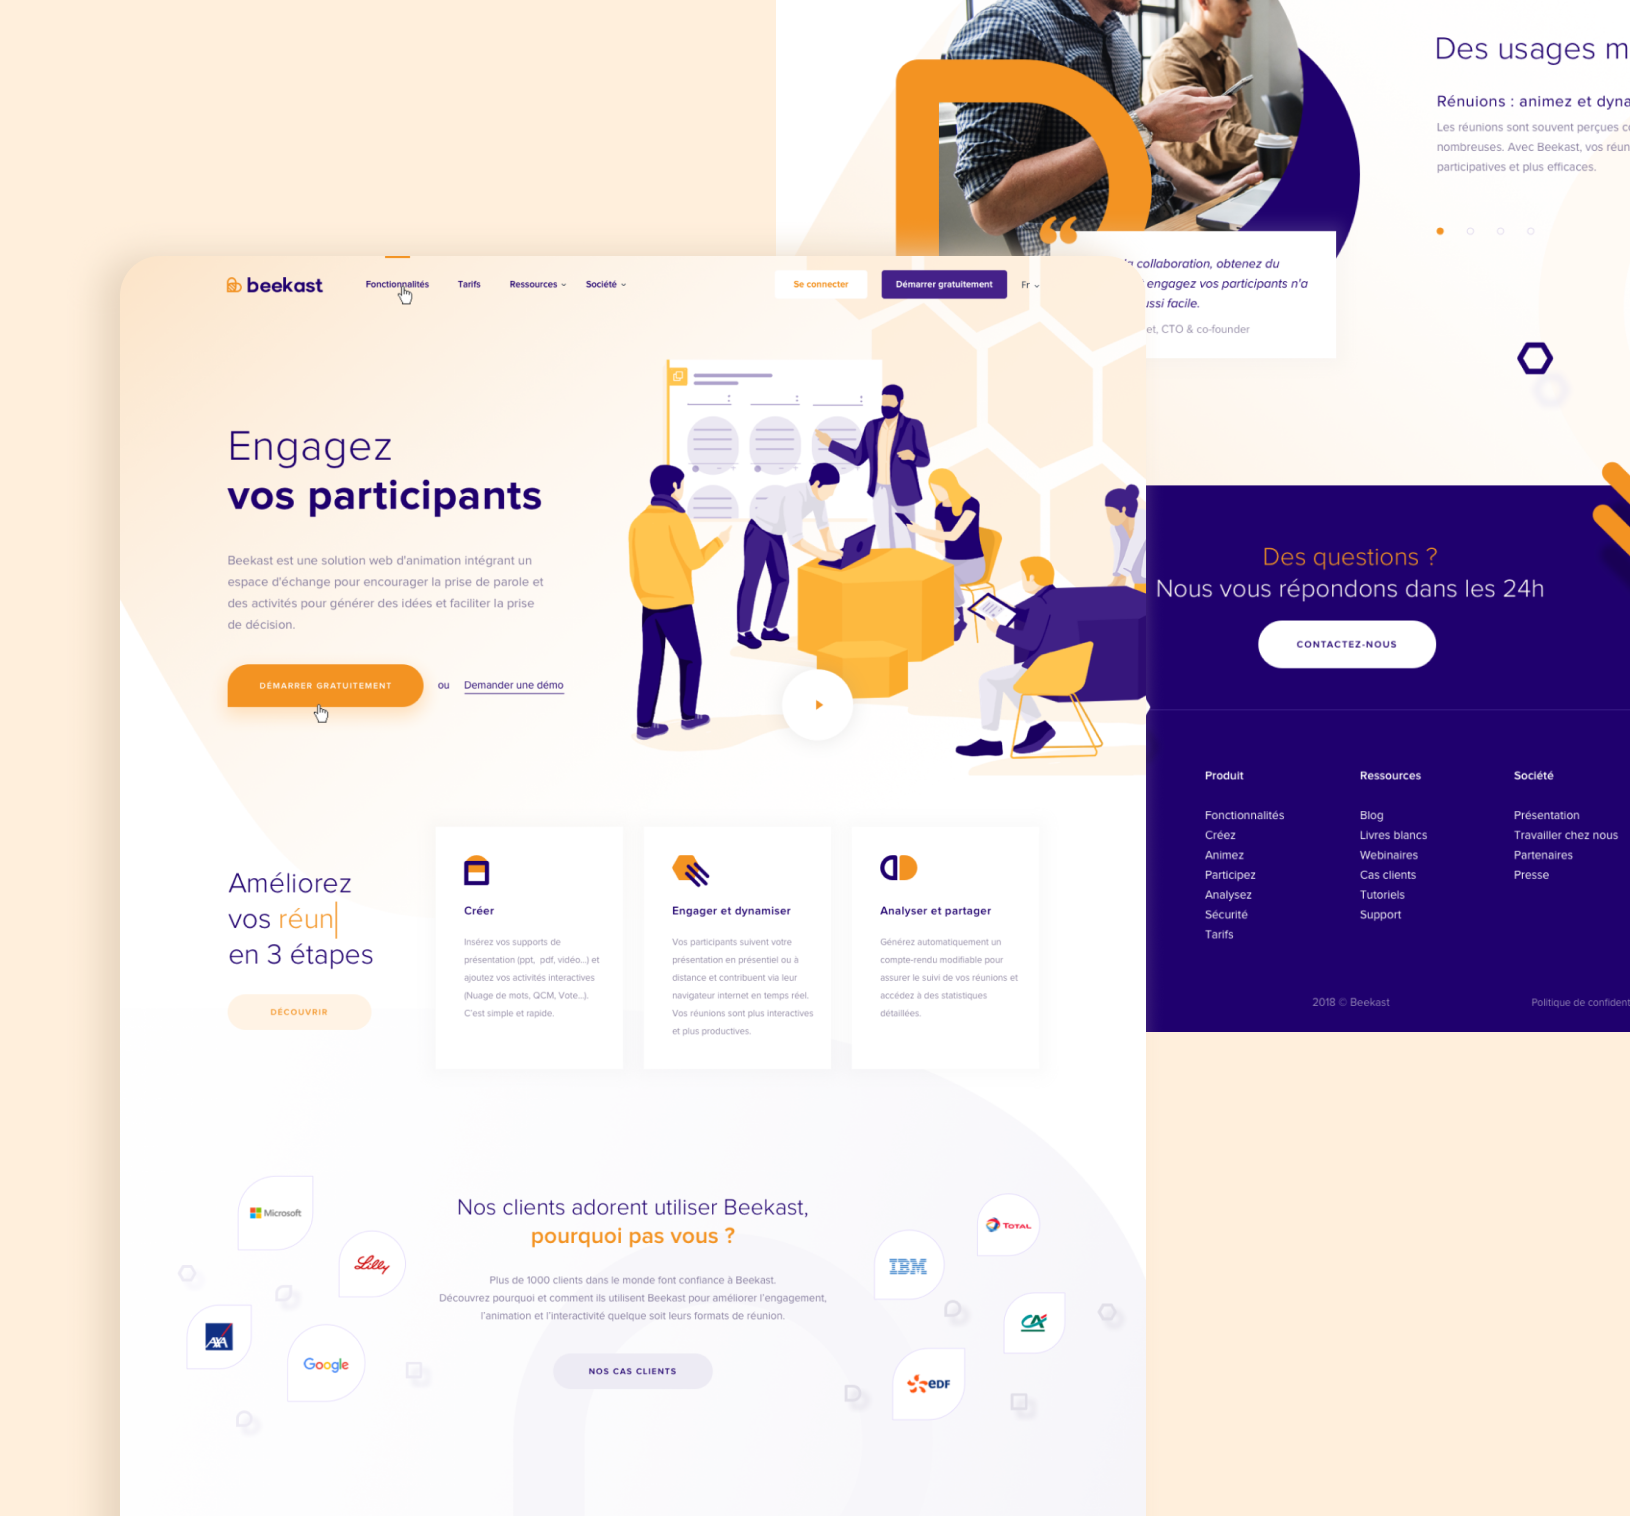 Des usages m
Rénuions : animez et dyna
Les réunions sont souvent perçues c
nombreuses. Avec Beekast, vos réun
participatives et plus efficaces.
“
collaboration, obtenez du
engagez vos participants n'a
ussi facile.
et, CTO & co-founder
beekast
Fonctionnalités
Tarifs
Ressources
Société
Se connecter
Démarrer gratuitement
Fr
Engagez
vos participants
Beekast est une solution web d'animation intégrant un
espace d'échange pour encourager la prise de parole et
des activités pour générer des idées et faciliter la prise
de décision.
DÉMARRER GRATUITEMENT
ou
Demander une démo
Améliorez
vos réun
en 3 étapes
DÉCOUVRIR
Créer
Insérez vos supports de
présentation (ppt, pdf, vidéo...) et
ajoutez vos activités interactives
(Nuage de mots, QCM, Vote...).
C'est simple et rapide.
Engager et dynamiser
Vos participants suivent votre
présentation en présentiel ou à
distance et contribuent via leur
navigateur internet en temps réel.
Vos réunions sont plus interactives
et plus productives.
Analyser et partager
Générez automatiquement un
compte-rendu modifiable pour
assurer le suivi de vos réunions et
accédez à des statistiques
détaillées.
Nos clients adorent utiliser Beekast,
pourquoi pas vous ?
Plus de 1000 clients dans le monde font confiance à Beekast.
Découvrez pourquoi et comment ils utilisent Beekast pour améliorer l'engagement,
l'animation et l'interactivité quelque soit leurs formats de réunion.
NOS CAS CLIENTS
Microsoft
Lilly
AXA
Google
IBM
TOTAL
CA
eDF
Des questions ?
Nous vous répondons dans les 24h
CONTACTEZ-NOUS
Produit
Fonctionnalités
Créez
Animez
Participez
Analysez
Sécurité
Tarifs
Ressources
Blog
Livres blancs
Webinaires
Cas clients
Tutoriels
Support
Société
Présentation
Travailler chez nous
Partenaires
Presse
2018 © Beekast
Politique de confident